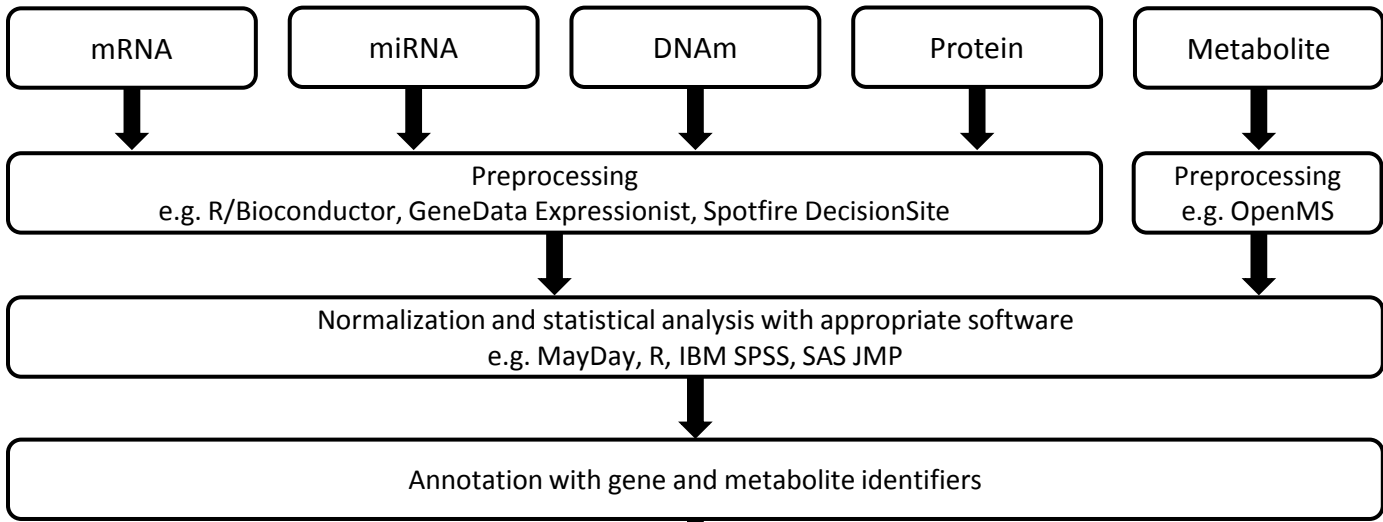 mRNA
miRNA
DNAm
Protein
Metabolite
Preprocessing
e.g. R/Bioconductor, GeneData Expressionist, Spotfire DecisionSite
Preprocessing
e.g. OpenMS
Normalization and statistical analysis with appropriate software
e.g. MayDay, R, IBM SPSS, SAS JMP
Annotation with gene and metabolite identifiers